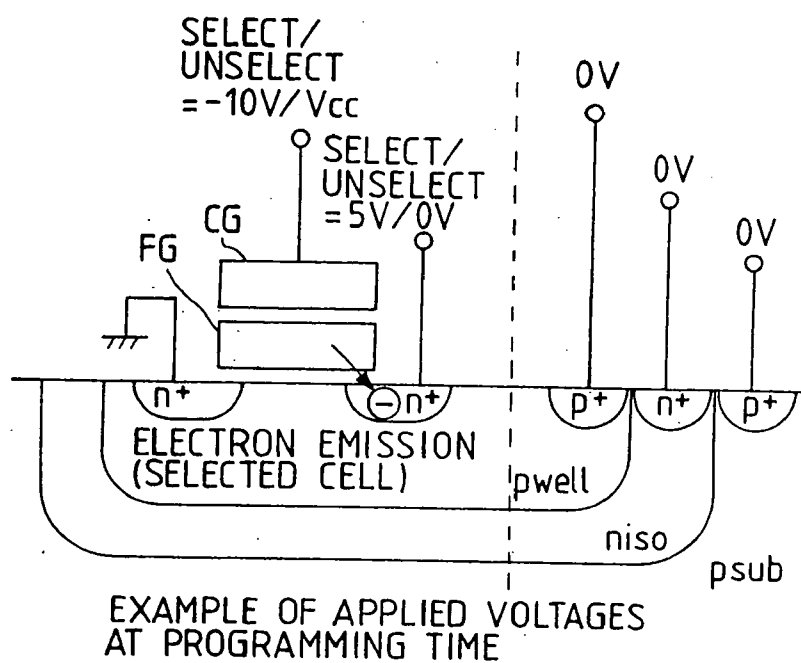 SELECT/
UNSELECT
=-10V/Vcc
SELECT/
UNSELECT
=5V/0V
0V
0V
0V
CG
FG
n+
- n+
p+
n+
p+
ELECTRON EMISSION
(SELECTED CELL)
pwell
niso
psub
EXAMPLE OF APPLIED VOLTAGES
AT PROGRAMMING TIME